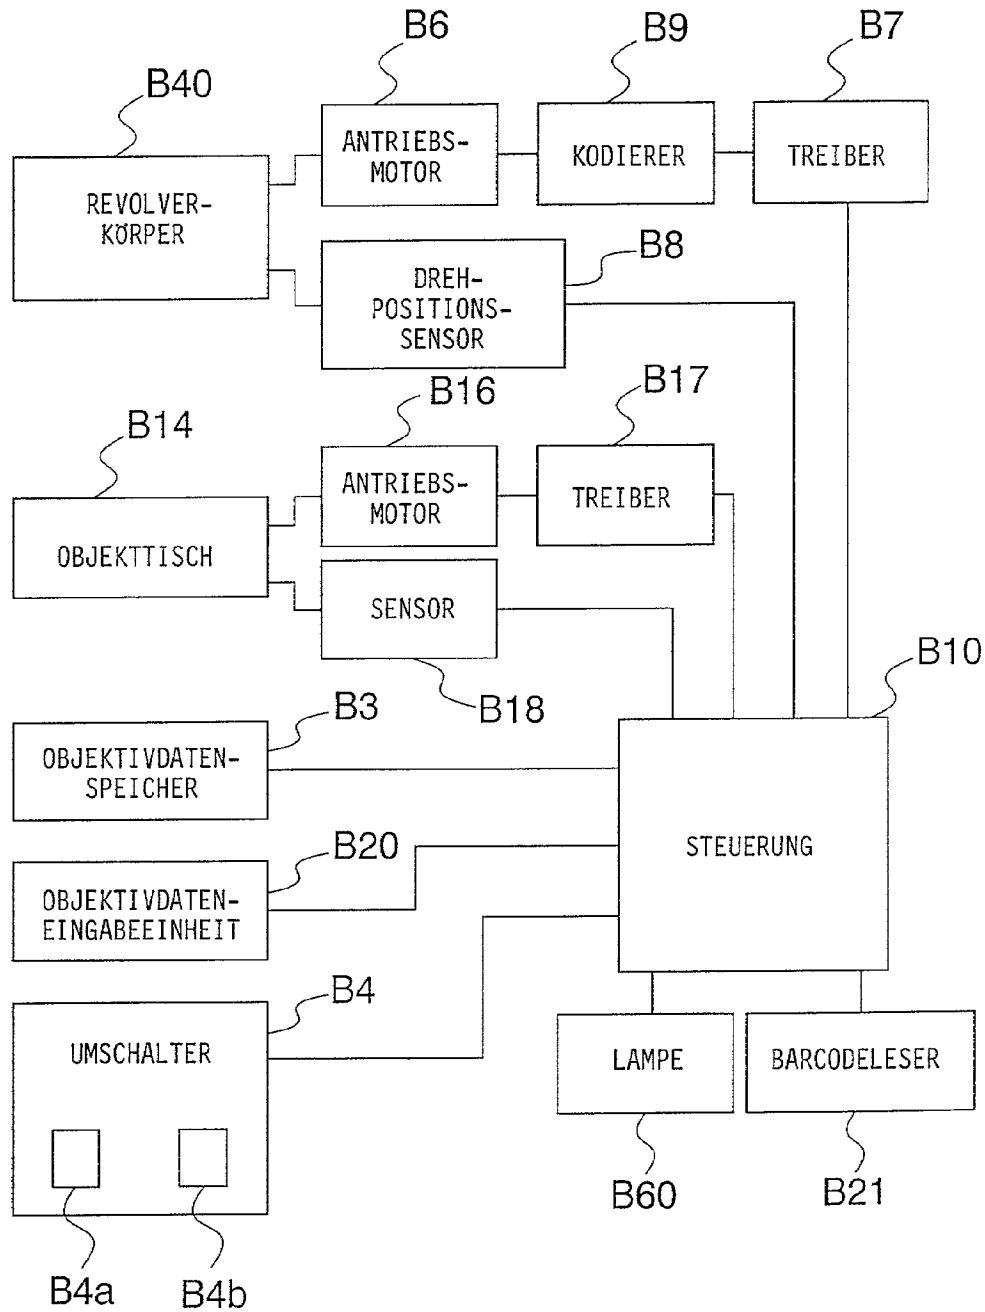 B6
B9
B7
B40
ANTRIEBS-
MOTOR
KODIERER
TREIBER
REVOLVER-
KÖRPER
B8
DREH-
POSITIONS-
SENSOR
B16
B17
B14
ANTRIEBS-
MOTOR
TREIBER
OBJEKTTISCH
SENSOR
B10
B18
B3
OBJEKTIVDATEN-
SPEICHER
STEUERUNG
B20
OBJEKTIVDATEN-
EINGABEEINHEIT
B4
UMSCHALTER
LAMPE
BARCODELESER
B60
B21
B4a
B4b